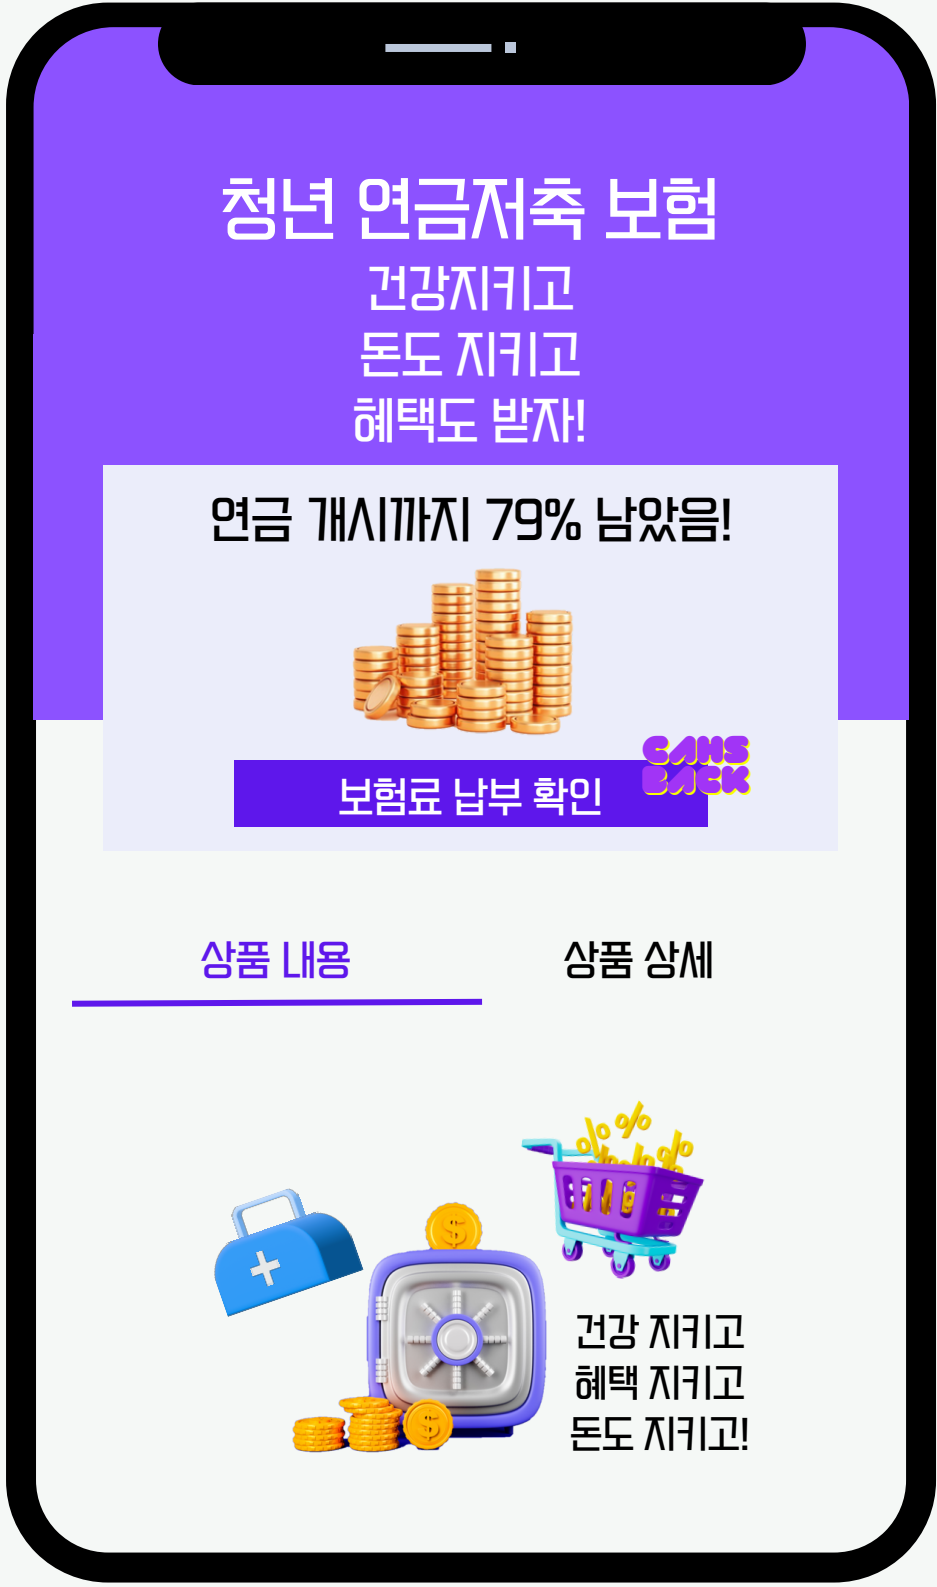 청년 연금저축 보험
건강지키고
돈도 지키고
혜택도 받자!
연금 개시까지 79% 남았음!
CAHS
BACK
보험료 납부 확인
상품 내용
상품 상세
건강 지키고
혜택 지키고
돈도 지키고!